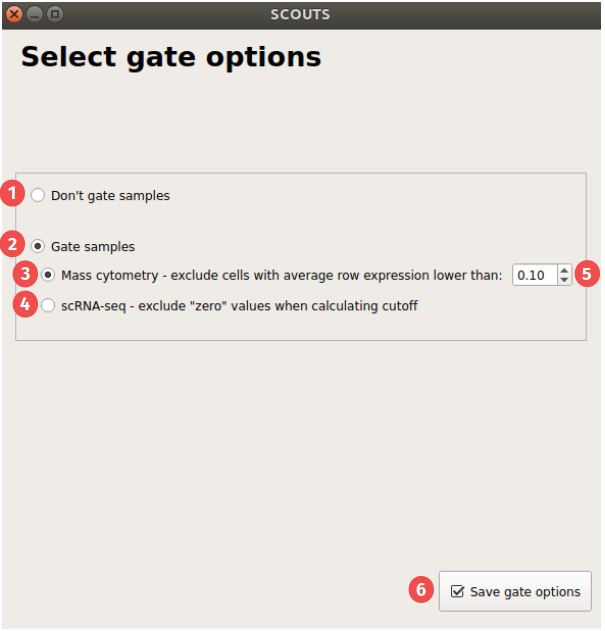 SCOUTS
Select gate options
1 Don't gate samples
2 Gate samples
3 Mass cytometry - exclude cells with average row expression lower than: 0.10 5
4 scRNA-seq - exclude "zero" values when calculating cutoff
6 Save gate options